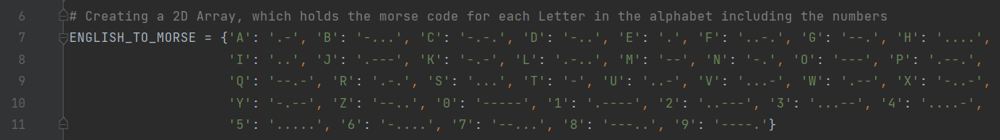 6 # Creating a 2D Array, which holds the morse code for each Letter in the alphabet including the numbers
7 ENGLISH_TO_MORSE = {'A': '.-', 'B': '-...', 'C': '-.-.', 'D': '-..', 'E': '.', 'F': '..-.', 'G': '--.', 'H': '....',
8 'I': '..', 'J': '.---', 'K': '-.-', 'L': '.-..', 'M': '--', 'N': '-.', 'O': '---', 'P': '.--.',
9 'Q': '--.-', 'R': '.-.', 'S': '...', 'T': '-', 'U': '..-', 'V': '...-', 'W': '.--', 'X': '-..-',
10 'Y': '-.--', 'Z': '--..', '0': '-----', '1': '.----', '2': '..---', '3': '...--', '4': '....-',
11 '5': '.....', '6': '-....', '7': '--...', '8': '---..', '9': '----.'}